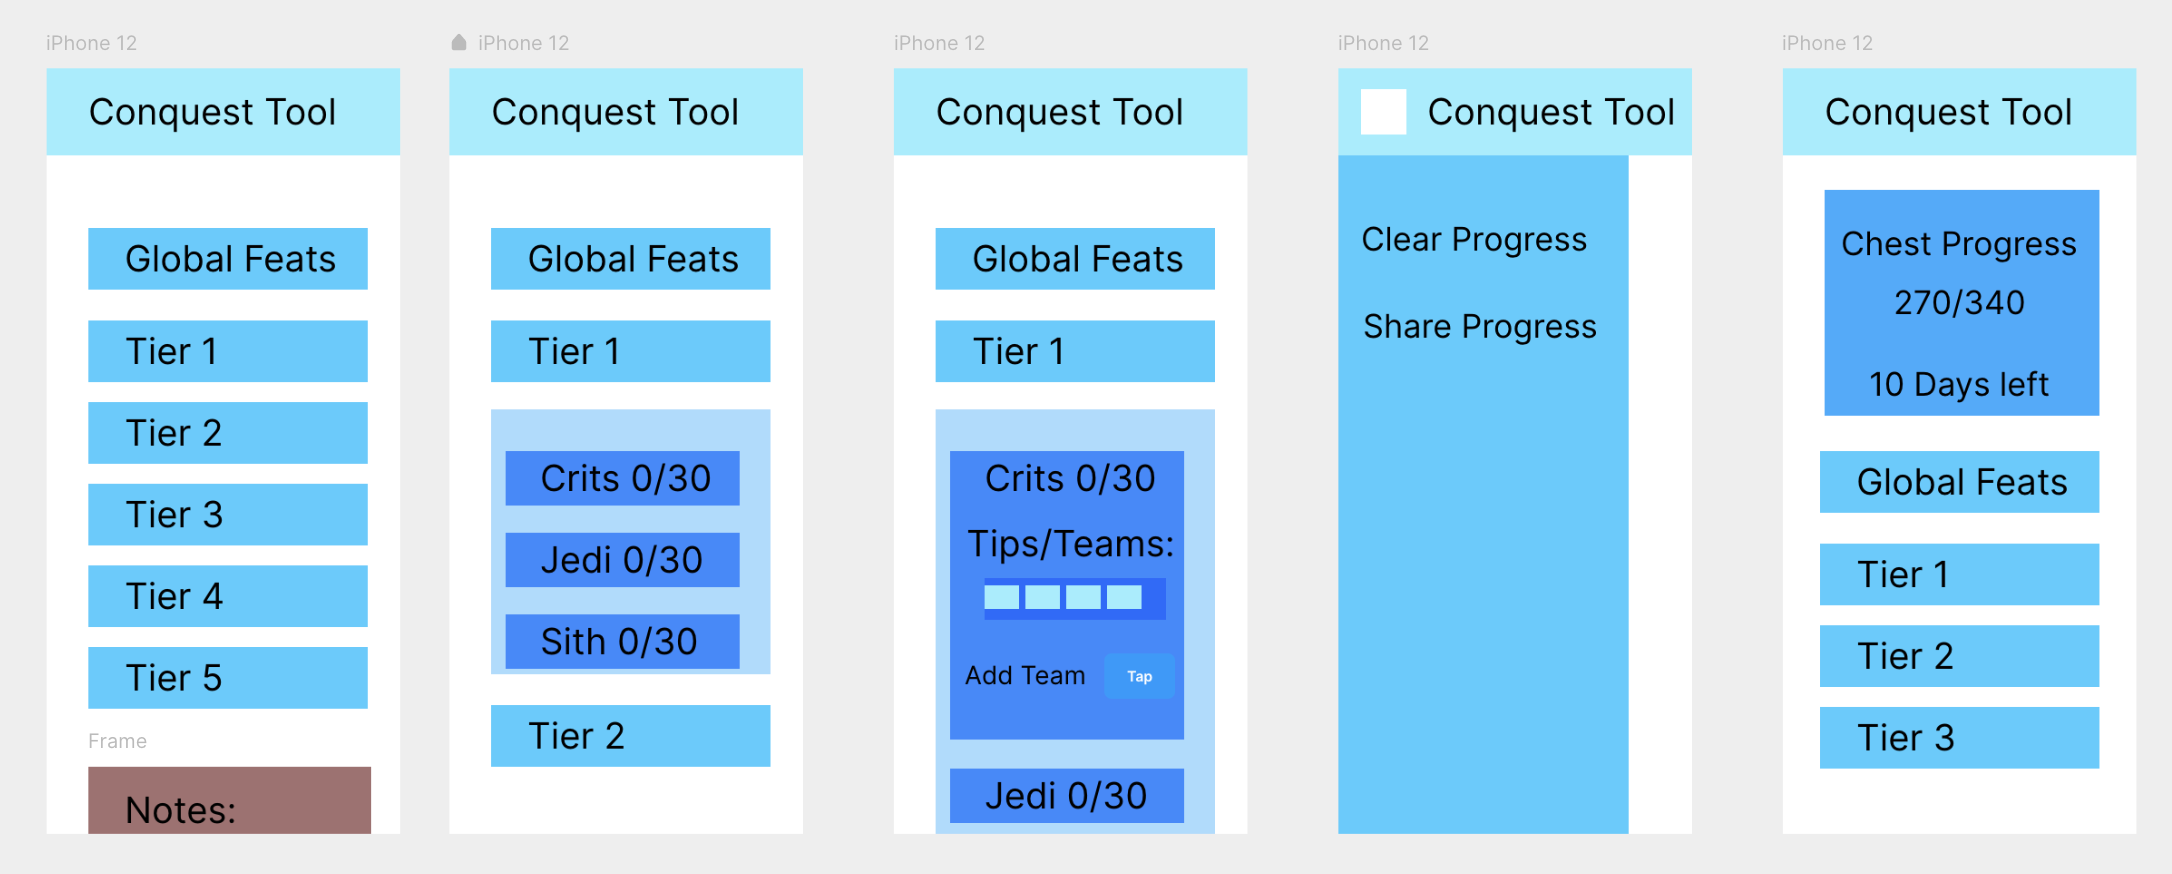 iPhone 12
Conquest Tool
Global Feats
Tier 1
Tier 2
Tier 3
Tier 4
Tier 5
Frame
Notes:
iPhone 12
Conquest Tool
Global Feats
Tier 1
Crits 0/30
Jedi 0/30
Sith 0/30
Tier 2
iPhone 12
Conquest Tool
Global Feats
Tier 1
Crits 0/30
Tips/Teams:
Add Team
Tap
Jedi 0/30
iPhone 12
Conquest Tool
Clear Progress
Share Progress
iPhone 12
Conquest Tool
Chest Progress
270/340
10 Days left
Global Feats
Tier 1
Tier 2
Tier 3